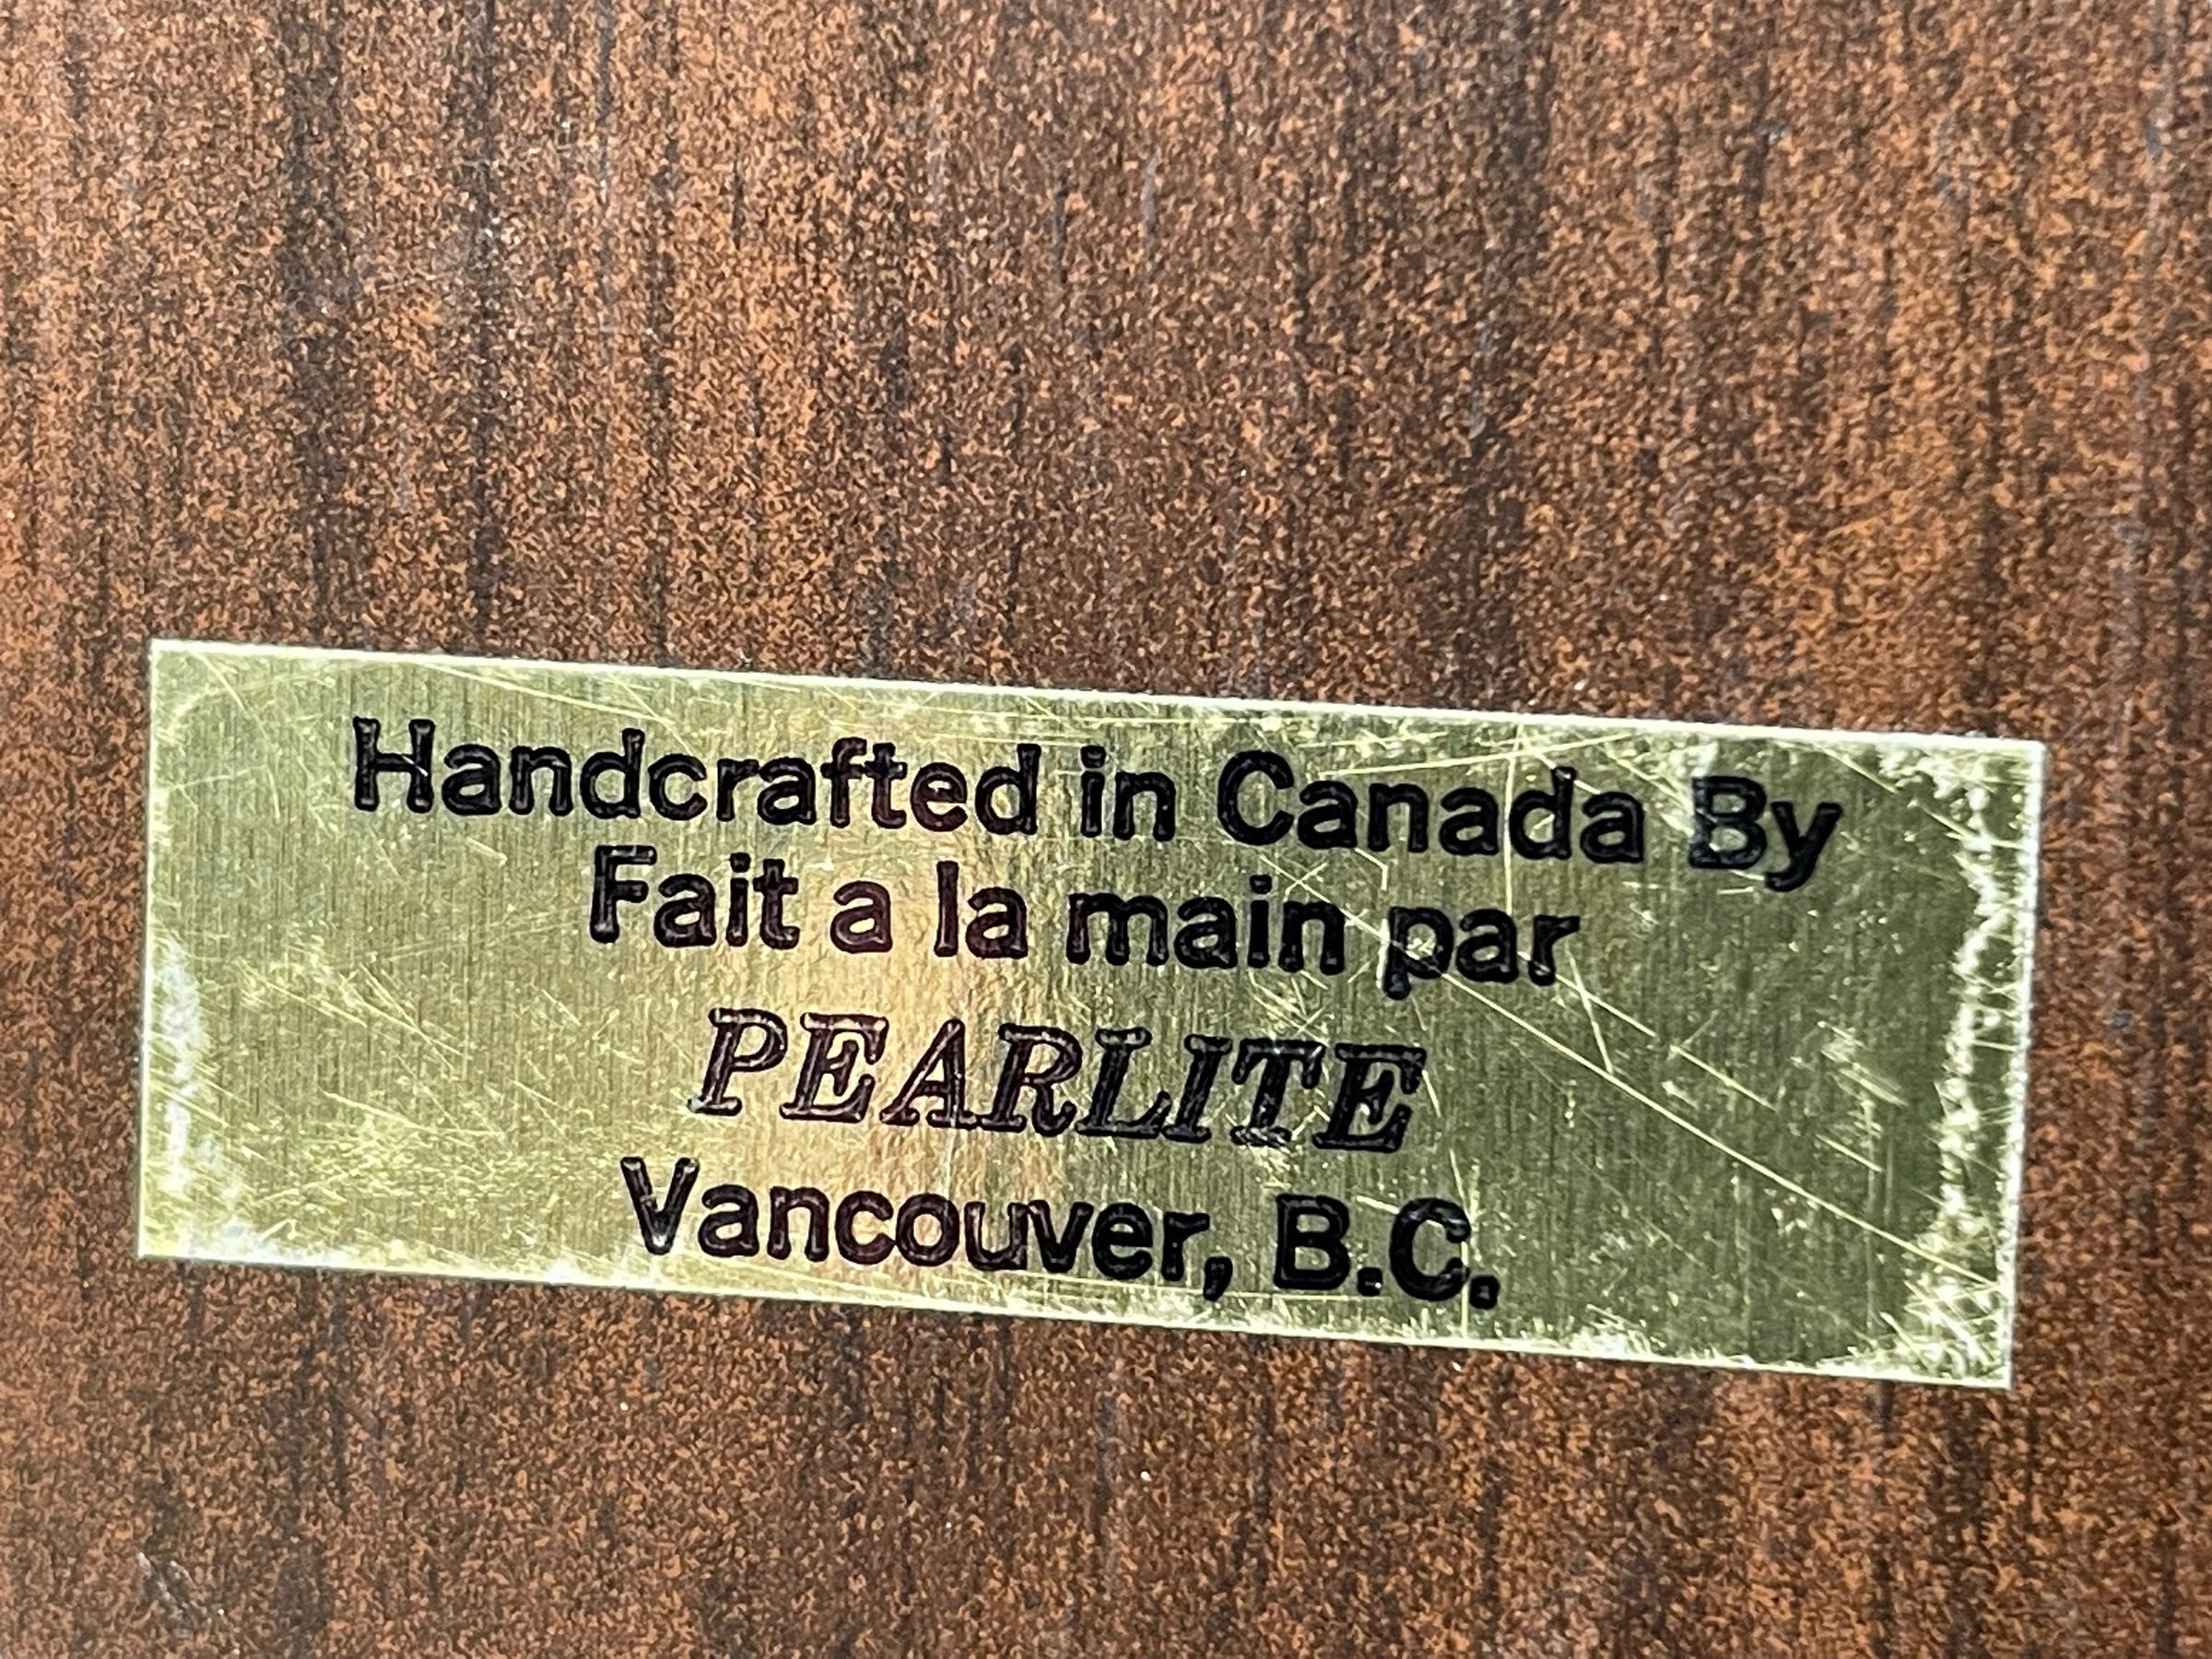 Handcrafted in Canada By
Fait a la main par
PEARLITE
Vancouver, B.C.